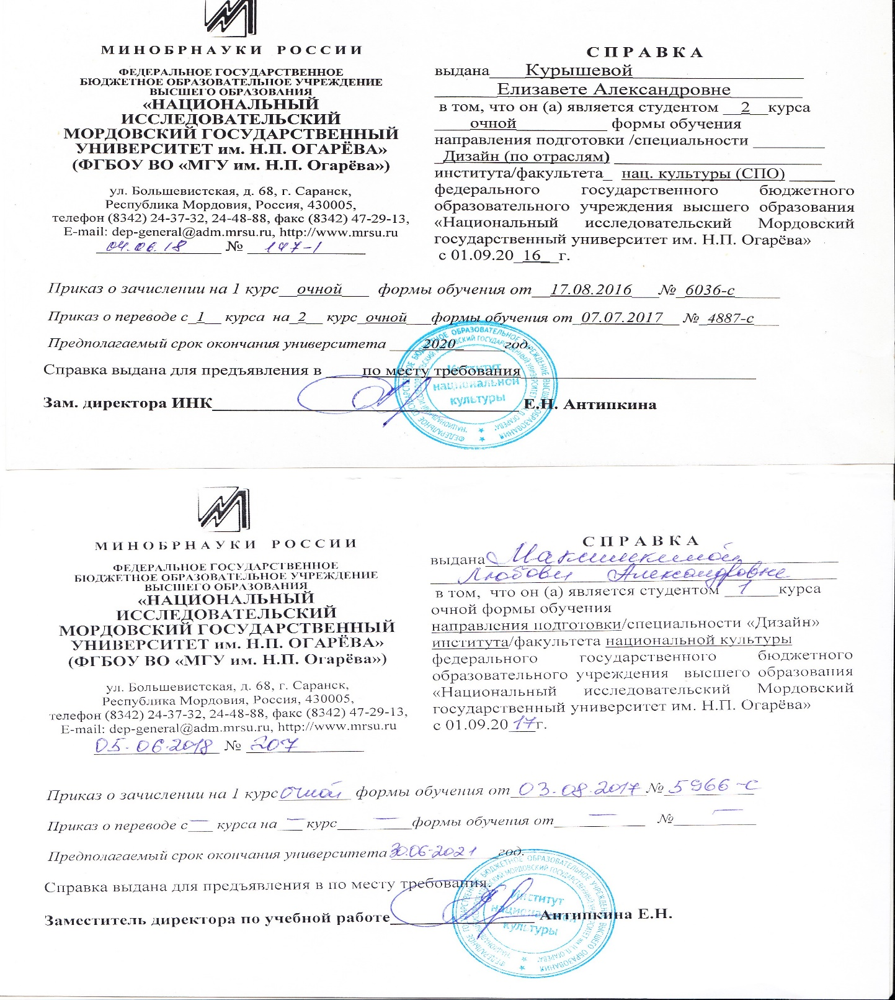 МИНОБРНАУКИ РОССИИ
ФЕДЕРАЛЬНОЕ ГОСУДАРСТВЕННОЕ
БЮДЖЕТНОЕ ОБРАЗОВАТЕЛЬНОЕ УЧРЕЖДЕНИЕ
ВЫСШЕГО ОБРАЗОВАНИЯ
«НАЦИОНАЛЬНЫЙ
ИССЛЕДОВАТЕЛЬСКИЙ
МОРДОВСКИЙ ГОСУДАРСТВЕННЫЙ
УНИВЕРСИТЕТ им. Н.П. ОГАРЁВА»
(ФГБОУ ВО «МГУ им. Н.П. Огарёва»)
ул. Большевистская, д. 68, г. Саранск,
Республика Мордовия, Россия, 430005,
телефон (8342) 24-37-32, 24-48-88, факс (8342) 47-29-13,
E-mail: dep-general@adm.mrsu.ru, http://www.mrsu.ru
04.06.18 № 197-1
СПРАВКА
выдана Курышевой
Елизавете Александровне
в том, что он (а) является студентом 2 курса
очной формы обучения
направления подготовки /специальности
Дизайн (по отраслям)
института/факультета нац. культуры (СПО)
федерального государственного бюджетного
образовательного учреждения высшего образования
«Национальный исследовательский Мордовский
государственный университет им. Н.П. Огарёва»
с 01.09.20 16 г.
Приказ о зачислении на 1 курс очной формы обучения от 17.08.2016 № 6036-с
Приказ о переводе с 1 курса на 2 курс очной формы обучения от 07.07.2017 № 4887-с
Предполагаемый срок окончания университета 2020 год.
Справка выдана для предъявления в по месту требования
Зам. директора ИНК Е.Н. Антипкина
Институт
национальной
культуры
МИНОБРНАУКИ РОССИИ
ФЕДЕРАЛЬНОЕ ГОСУДАРСТВЕННОЕ
БЮДЖЕТНОЕ ОБРАЗОВАТЕЛЬНОЕ УЧРЕЖДЕНИЕ
ВЫСШЕГО ОБРАЗОВАНИЯ
«НАЦИОНАЛЬНЫЙ
ИССЛЕДОВАТЕЛЬСКИЙ
МОРДОВСКИЙ ГОСУДАРСТВЕННЫЙ
УНИВЕРСИТЕТ им. Н.П. ОГАРЁВА»
(ФГБОУ ВО «МГУ им. Н.П. Огарёва»)
ул. Большевистская, д. 68, г. Саранск,
Республика Мордовия, Россия, 430005,
телефон (8342) 24-37-32, 24-48-88, факс (8342) 47-29-13,
E-mail: dep-general@adm.mrsu.ru, http://www.mrsu.ru
05.06.2018 № 207
СПРАВКА
выдана
Любови Александровне
в том, что он (а) является студентом 1 курса
очной формы обучения
направления подготовки/специальности «Дизайн»
института/факультета национальной культуры
федерального государственного бюджетного
образовательного учреждения высшего образования
«Национальный исследовательский Мордовский
государственный университет им. Н.П. Огарёва»
с 01.09.20 17 г.
Приказ о зачислении на 1 курс очной формы обучения от 03.08.2017 № 5966-с
Приказ о переводе с — курса на — курс — формы обучения от — № —
Предполагаемый срок окончания университета 30.06.2021 год.
Справка выдана для предъявления в по месту требования.
Заместитель директора по учебной работе Антипкина Е.Н.
Институт
национальной
культуры